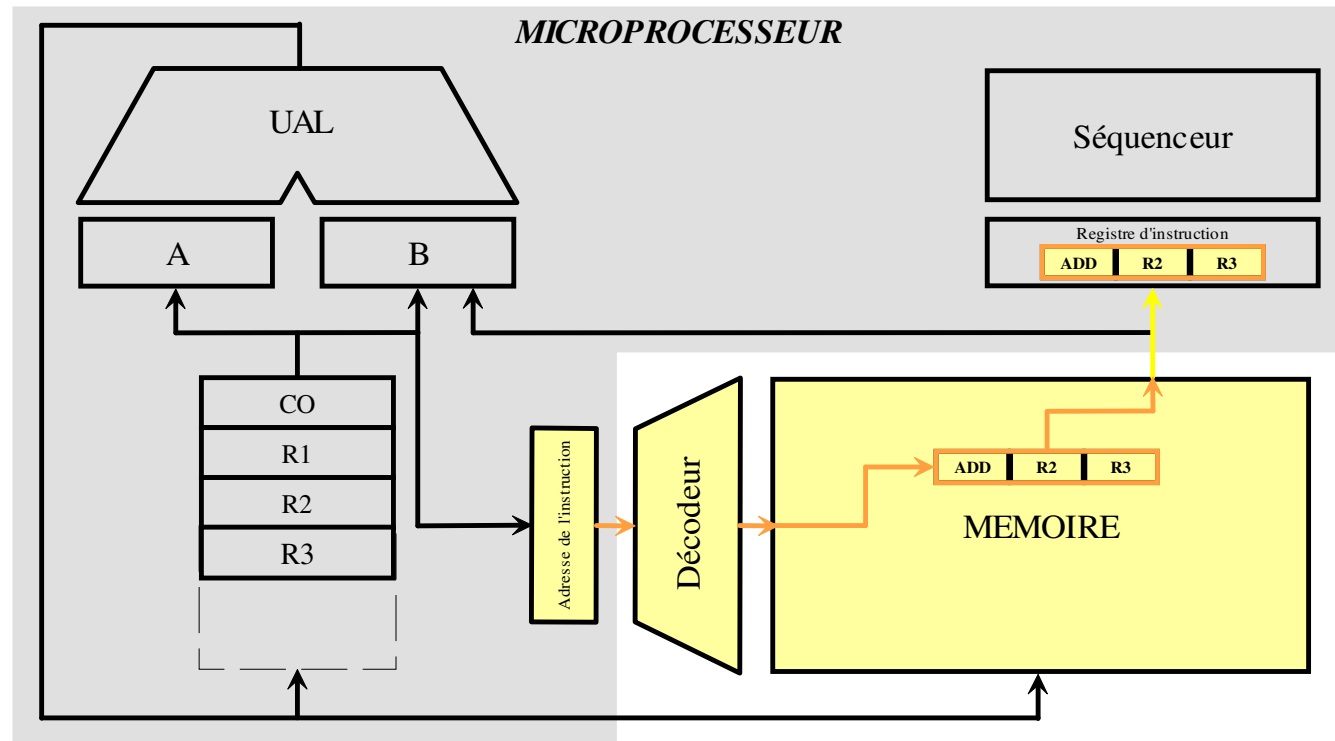 MICROPROCESSEUR
UAL
Séquenceur
A
B
Registre d'instruction
ADD R2 R3
CO
R1
R2
R3
Adresse de l'instruction
Décodeur
ADD R2 R3
MEMOIRE